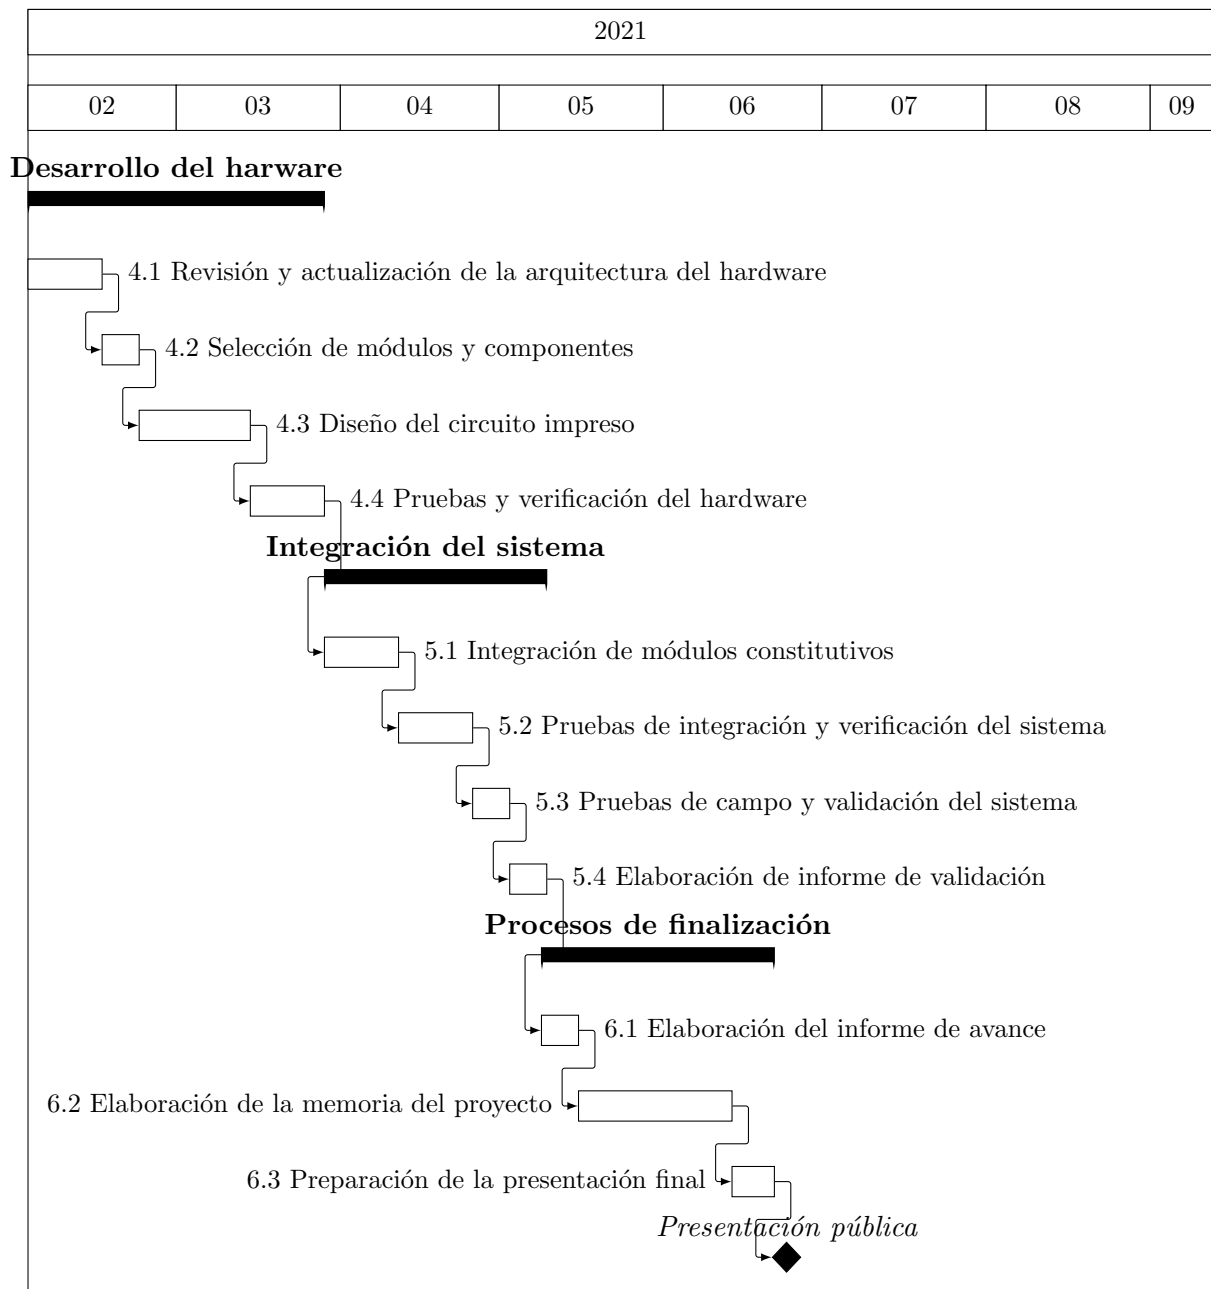 2021
02 03 04 05 06 07 08 09
Desarrollo del harware
4.1 Revisión y actualización de la arquitectura del hardware
4.2 Selección de módulos y componentes
4.3 Diseño del circuito impreso
4.4 Pruebas y verificación del hardware
Integración del sistema
5.1 Integración de módulos constitutivos
5.2 Pruebas de integración y verificación del sistema
5.3 Pruebas de campo y validación del sistema
5.4 Elaboración de informe de validación
Procesos de finalización
6.1 Elaboración del informe de avance
6.2 Elaboración de la memoria del proyecto
6.3 Preparación de la presentación final
Presentación pública